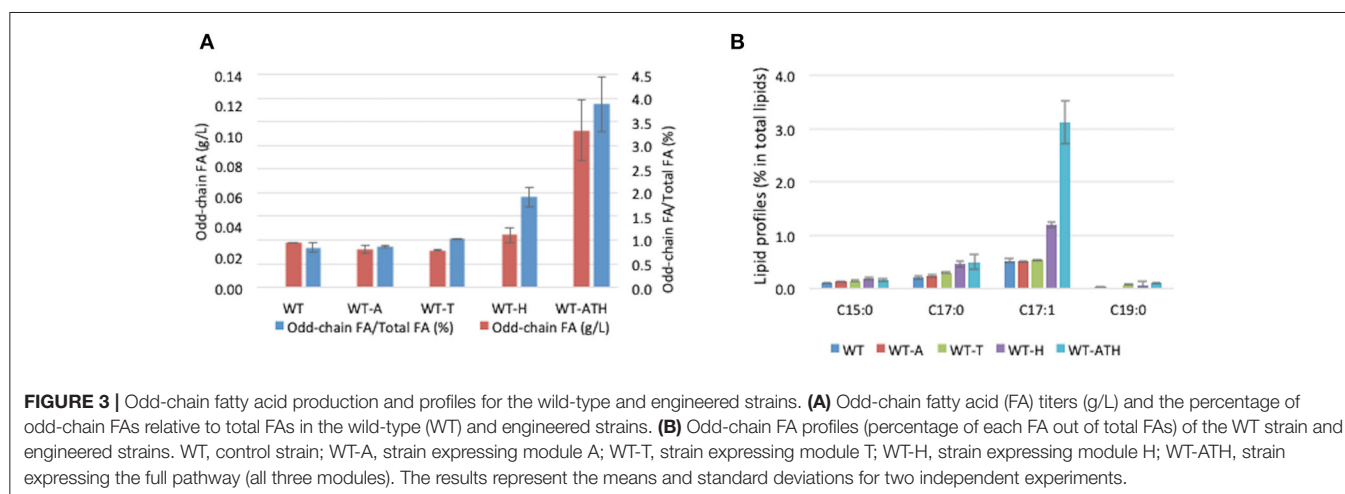 A
B
Odd-chain FA (g/L)
0.14
0.12
0.10
0.08
0.06
0.04
0.02
0.00
4.5
4.0
3.5
3.0
2.5
2.0
1.5
1.0
0.5
0.0
Odd-chain FA/Total FA (%)
WT WT-A WT-T WT-H WT-ATH
Odd-chain FA/Total FA (%) Odd-chain FA (g/L)
Lipid profiles (% in total lipids)
4.0
3.0
2.0
1.0
0.0
C15:0 C17:0 C17:1 C19:0
WT WT-A WT-T WT-H WT-ATH
FIGURE 3 | Odd-chain fatty acid production and profiles for the wild-type and engineered strains. (A) Odd-chain fatty acid (FA) titers (g/L) and the percentage of
odd-chain FAs relative to total FAs in the wild-type (WT) and engineered strains. (B) Odd-chain FA profiles (percentage of each FA out of total FAs) of the WT strain and
engineered strains. WT, control strain; WT-A, strain expressing module A; WT-T, strain expressing module T; WT-H, strain expressing module H; WT-ATH, strain
expressing the full pathway (all three modules). The results represent the means and standard deviations for two independent experiments.